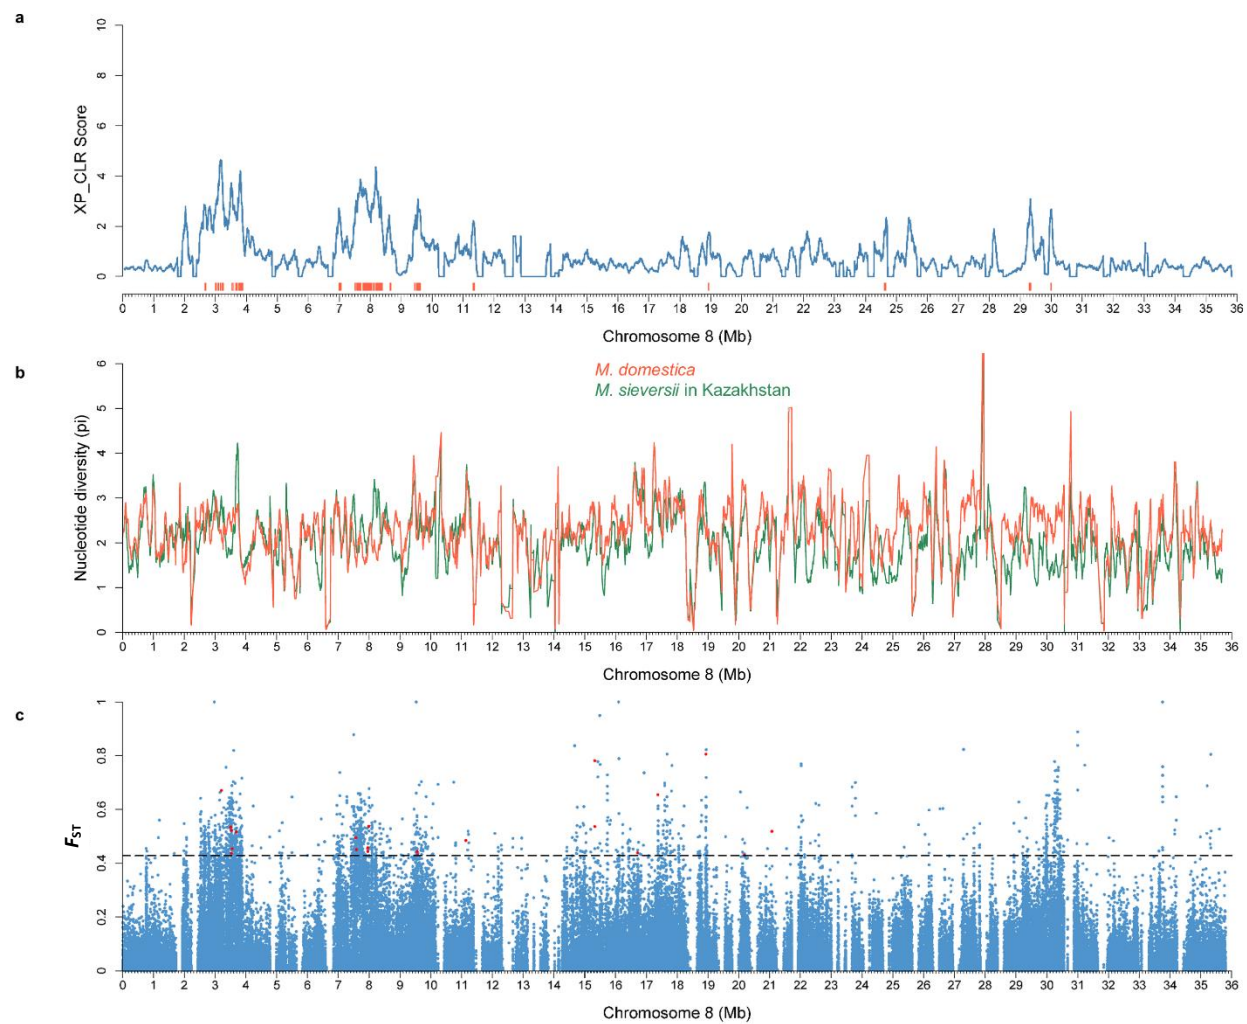 a
10
8
6
4
2
0
XP_CLR Score
0 1 2 3 4 5 6 7 8 9 10 11 12 13 14 15 16 17 18 19 20 21 22 23 24 25 26 27 28 29 30 31 32 33 34 35 36
Chromosome 8 (Mb)
b
M. domestica
M. sieversii in Kazakhstan
6
5
4
3
2
1
0
Nucleotide diversity (pi)
0 1 2 3 4 5 6 7 8 9 10 11 12 13 14 15 16 17 18 19 20 21 22 23 24 25 26 27 28 29 30 31 32 33 34 35 36
Chromosome 8 (Mb)
c
1
0.8
0.6
0.4
0.2
0
FST
0 1 2 3 4 5 6 7 8 9 10 11 12 13 14 15 16 17 18 19 20 21 22 23 24 25 26 27 28 29 30 31 32 33 34 35 36
Chromosome 8 (Mb)